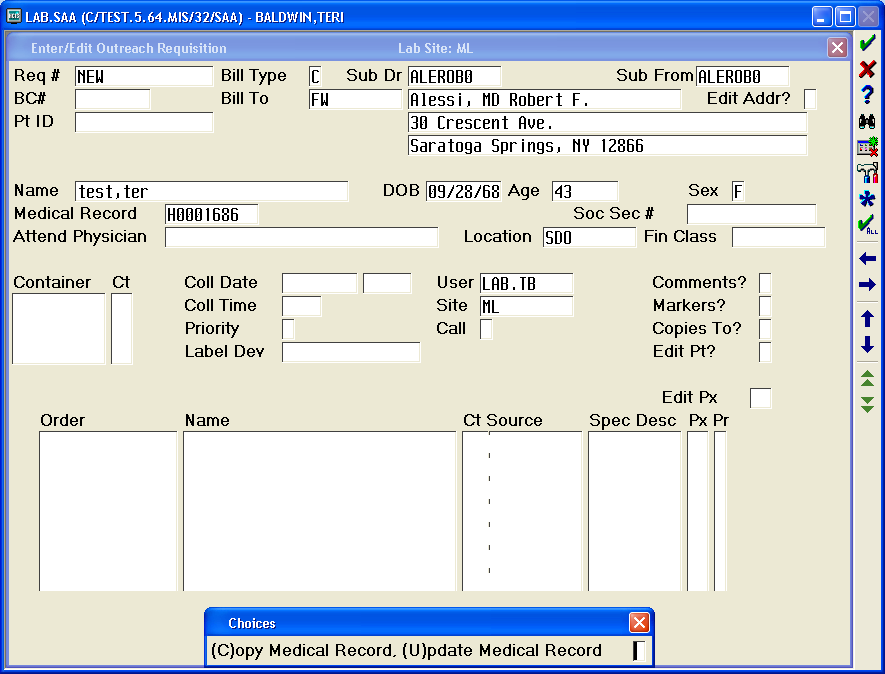 LAB.SAA (C/TEST.5.64.MIS/32/SAA) - BALDWIN,TERI
Enter/Edit Outreach Requisition Lab Site: ML
Req # NEW Bill Type C Sub Dr ALEROBO Sub From ALEROBO
BC# Bill To FW Alessi, MD Robert F. Edit Addr?
Pt ID 30 Crescent Ave.
Saratoga Springs, NY 12866
Name test,ter DOB 09/28/68 Age 43 Sex F
Medical Record H0001686 Soc Sec #
Attend Physician Location SDO Fin Class
Container Ct Coll Date User LAB.TB Comments?
Coll Time Site ML Markers?
Priority Call Copies To?
Label Dev Edit Pt?
Edit Px
Order Name Ct Source Spec Desc Px Pr
Choices
(C)opy Medical Record, (U)pdate Medical Record
ALL